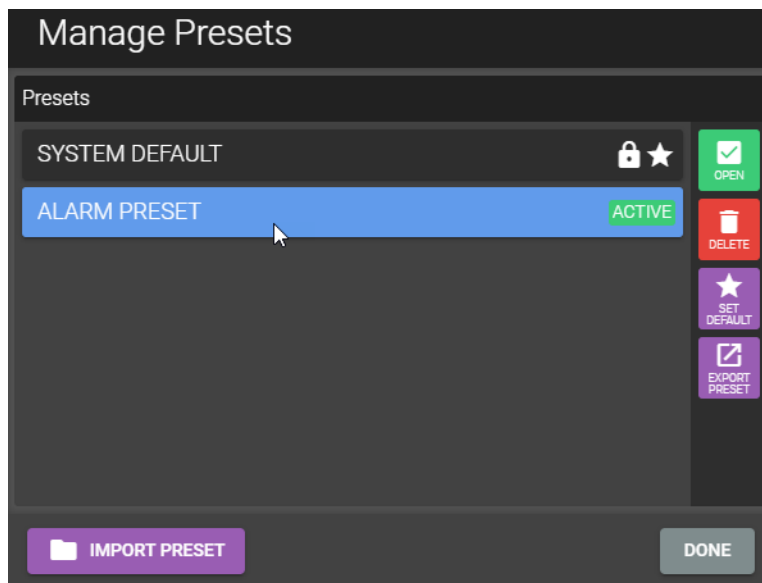 Manage Presets
Presets
SYSTEM DEFAULT
OPEN
ALARM PRESET
ACTIVE
DELETE
SET
DEFAULT
EXPORT
PRESET
IMPORT PRESET
DONE